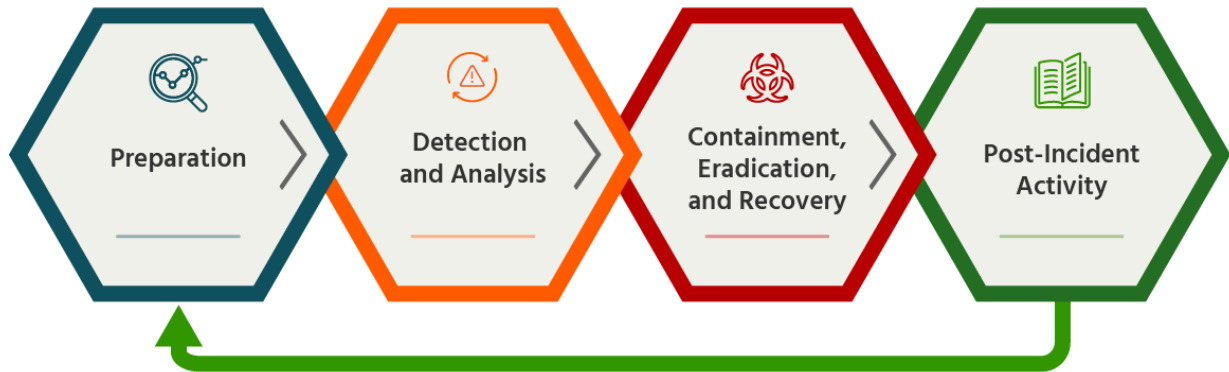 Preparation
Detection
and Analysis
Containment,
Eradication,
and Recovery
Post-Incident
Activity